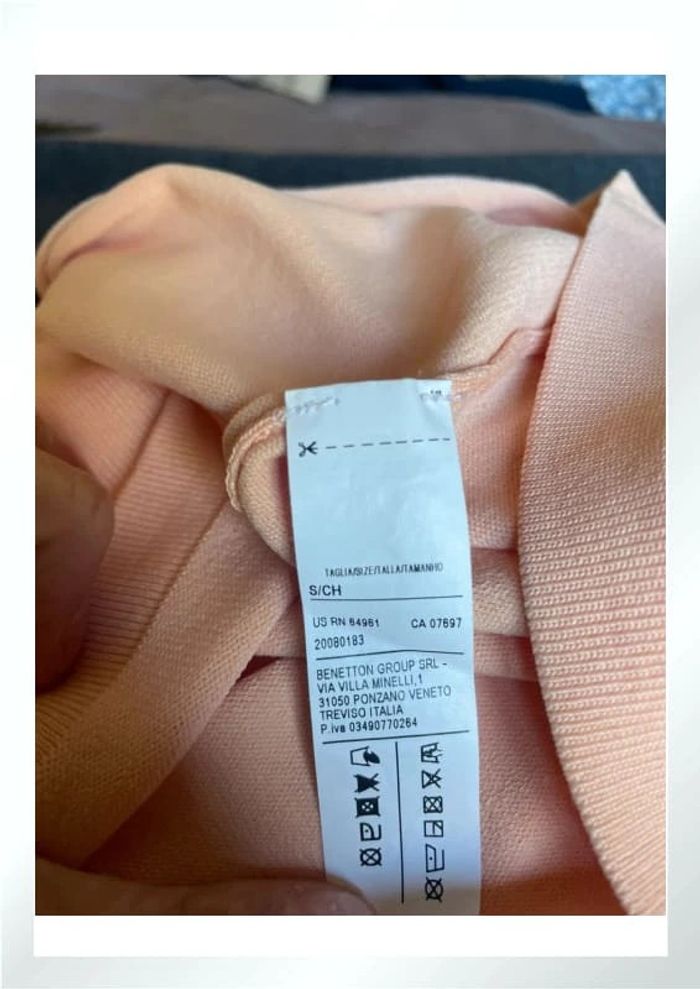 TAGLIA/SIZE/TALLA/TAMANHO
S/CH
US RN 64961 CA 07697
20080183
BENETTON GROUP SRL -
VIA VILLA MINELLI,1
31050 PONZANO VENETO
TREVISO ITALIA
P.iva 03490770264